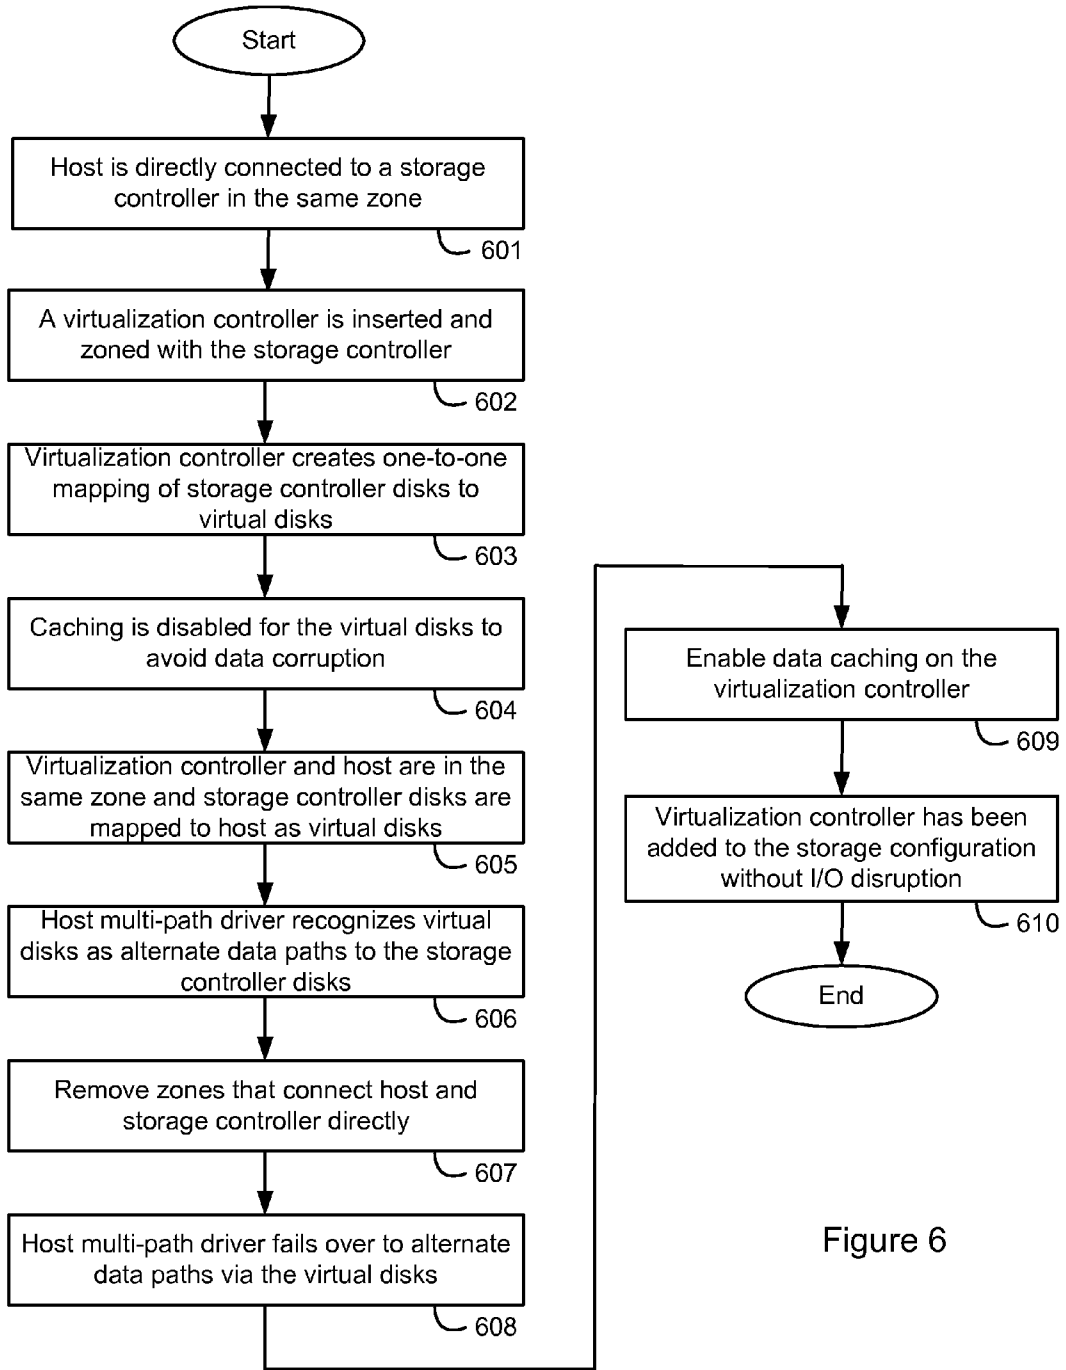 Start
Host is directly connected to a storage
controller in the same zone
601
A virtualization controller is inserted and
zoned with the storage controller
602
Virtualization controller creates one-to-one
mapping of storage controller disks to
virtual disks
603
Caching is disabled for the virtual disks to
avoid data corruption
604
Virtualization controller and host are in the
same zone and storage controller disks are
mapped to host as virtual disks
605
Host multi-path driver recognizes virtual
disks as alternate data paths to the storage
controller disks
606
Remove zones that connect host and
storage controller directly
607
Host multi-path driver fails over to alternate
data paths via the virtual disks
608
Enable data caching on the
virtualization controller
609
Virtualization controller has been
added to the storage configuration
without I/O disruption
610
End
Figure 6